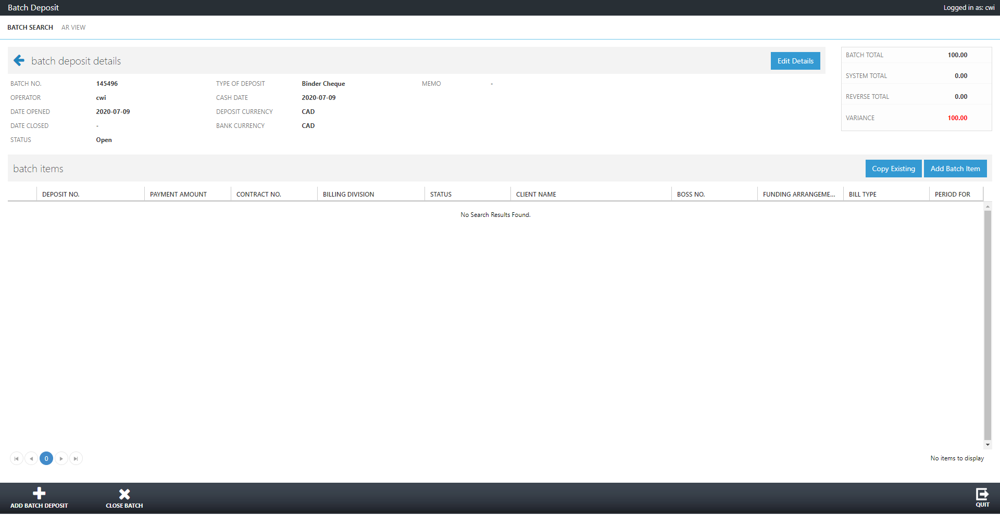 Batch Deposit
Logged in as: cwi
BATCH SEARCH AR VIEW
batch deposit details
Edit Details
BATCH NO. 145496
OPERATOR cwi
DATE OPENED 2020-07-09
DATE CLOSED -
STATUS Open
TYPE OF DEPOSIT Binder Cheque
CASH DATE 2020-07-09
DEPOSIT CURRENCY CAD
BANK CURRENCY CAD
MEMO -
BATCH TOTAL 100.00
SYSTEM TOTAL 0.00
REVERSE TOTAL 0.00
VARIANCE 100.00
batch items
Copy Existing Add Batch Item
DEPOSIT NO. PAYMENT AMOUNT CONTRACT NO. BILLING DIVISION STATUS CLIENT NAME BOSS NO. FUNDING ARRANGEME... BILL TYPE PERIOD FOR
No Search Results Found.
0
No items to display
ADD BATCH DEPOSIT
CLOSE BATCH
QUIT